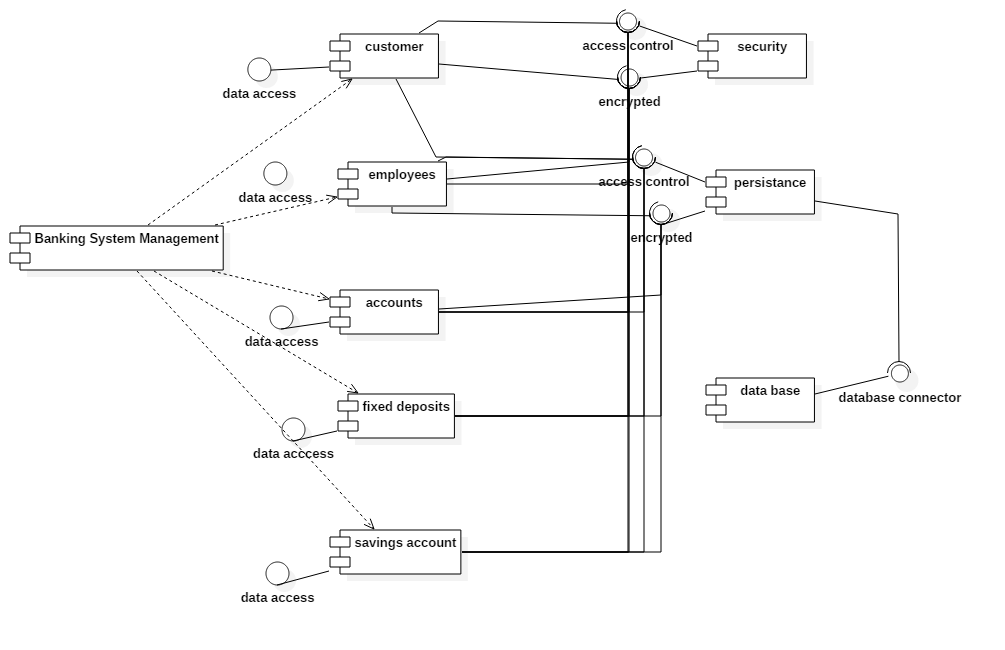 customer
access control
security
data access
encrypted
employees
access control
persistance
data access
encrypted
Banking System Management
accounts
data access
data base
database connector
fixed deposits
data acccess
savings account
data access